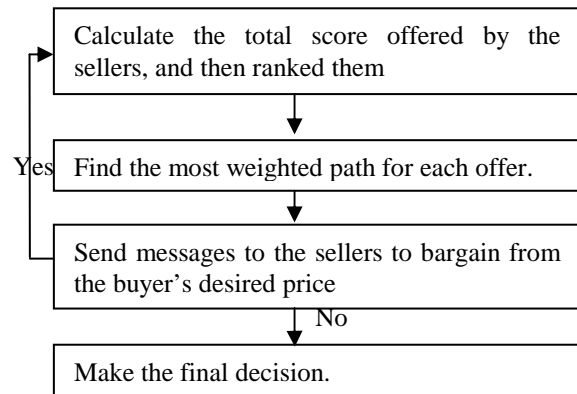 Calculate the total score offered by the
sellers, and then ranked them
Yes
Find the most weighted path for each offer.
Send messages to the sellers to bargain from
the buyer's desired price
No
Make the final decision.